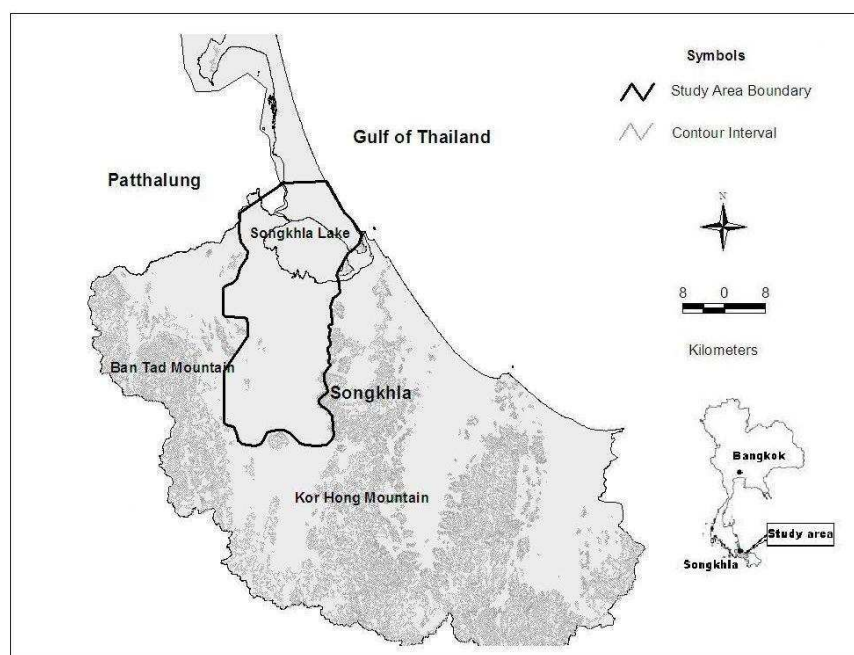 Symbols
Study Area Boundary
Contour Interval
Gulf of Thailand
Patthalung
N
Songkhla Lake
8 0 8
Kilometers
Ban Tad Mountain
Songkhla
Kor Hong Mountain
Bangkok
Study area
Songkhla